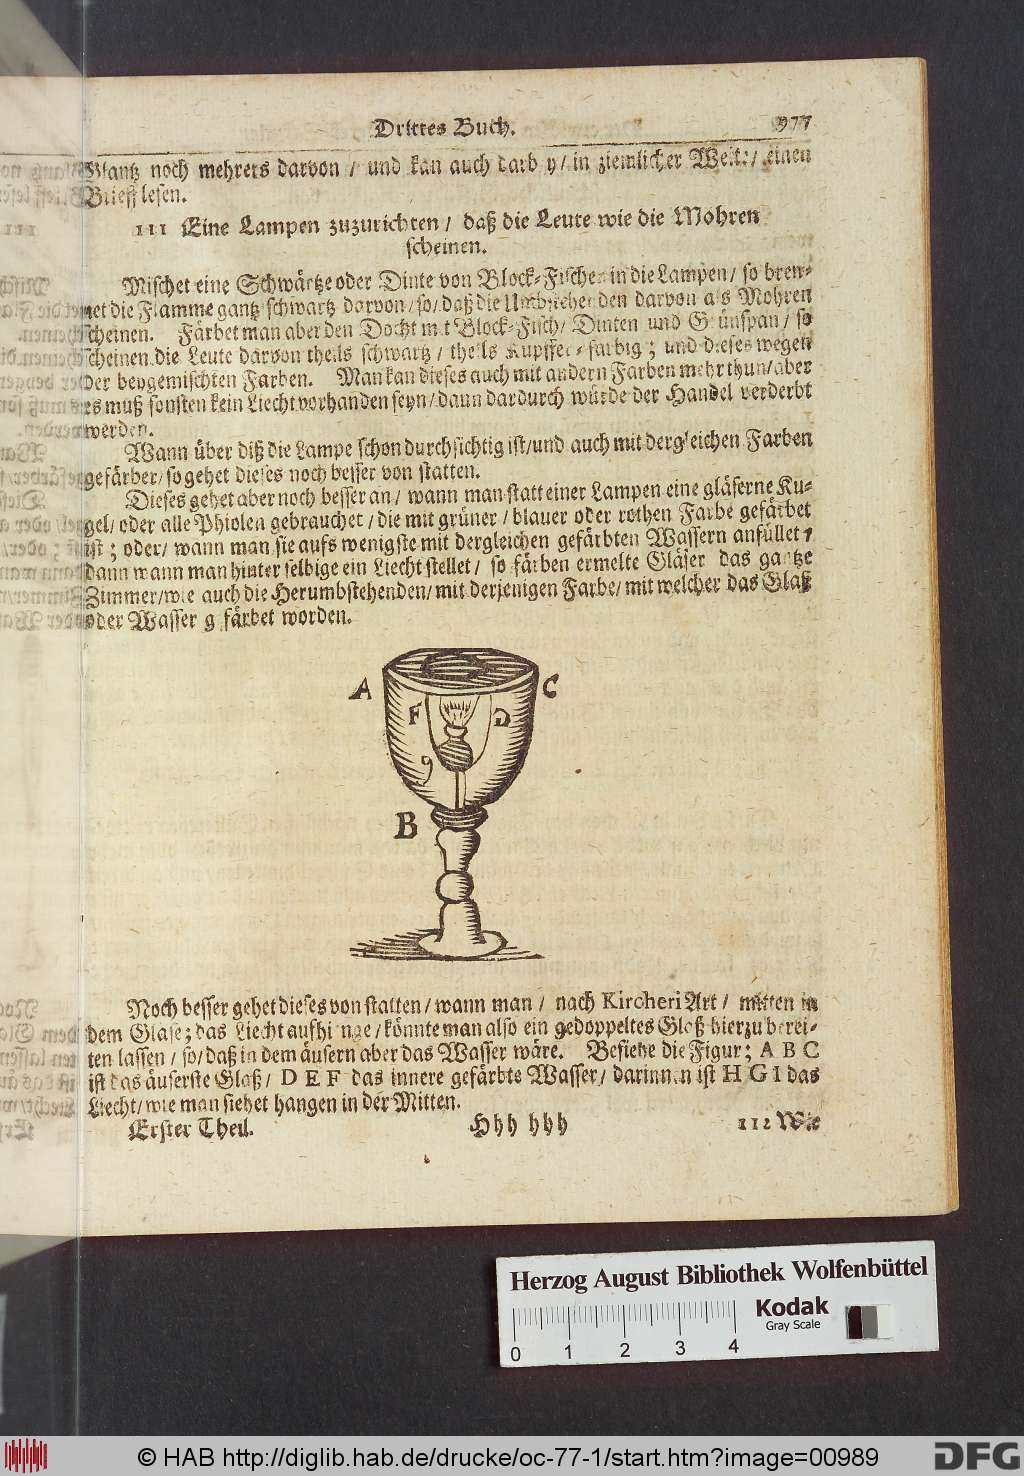 Drittes Buch. 977
Glantz noch mehrers darvon / und kan auch darbey / in ziemlicher Weite / einen
Brieff lesen.
111 Eine Lampen zuzurichten / daß die Leute wie die Mohren
scheinen.
Mischet eine Schwärtze oder Dinte von Block-Fischen in die Lampen / so bren-
net die Flamme gantz schwartz darvon / so / daß die Umbstehenden darvon als Mohren
scheinen. Färbet man aber den Docht mit Block-Fisch / Dinten und Grünspan / so
scheinen die Leute darvon theils schwartz / theils Kupffer-farbig ; und dieses wegen
der beygemischten Farben. Man kan dieses auch mit andern Farben mehr thun / aber
es muß sonsten kein Liecht vorhanden seyn / dann dardurch würde der Handel verderbt
werden.
Wann über diß die Lampe schon durchsichtig ist / und auch mit dergleichen Farben
gefärbet / so gehet dieses noch besser von statten.
Dieses gehet aber noch besser an / wann man statt einer Lampen eine gläserne Ku-
gel / oder alle Phiolen gebrauchet / die mit grüner / blauer oder rothen Farbe gefärbet
ist ; oder / wann man sie aufs wenigste mit dergleichen gefärbten Wassern anfüllet /
dann wann man hinter selbige ein Liecht stellet / so färben ermelte Gläser das gantze
Zimmer / wie auch die Herumbstehenden / mit derjenigen Farbe / mit welcher das Glaß
oder Wasser gefärbet worden.
A C
F D
B
Noch besser gehet dieses von statten / wann man / nach Kircheri Art / mitten in
dem Glase ; das Liecht aufhienge / könnte man also ein gedoppeltes Glaß hierzu berei-
ten lassen / so / daß in dem äusern aber das Wasser wäre. Besiehe die Figur ; A B C
ist das äuserste Glaß / D E F das innere gefärbte Wasser / darinnen ist H G I das
Liecht / wie man siehet hangen in der Mitten.
Erster Theil. Hhh hhh 112 Wie
Herzog August Bibliothek Wolfenbüttel
Kodak
Gray Scale
0 1 2 3 4
© HAB http://diglib.hab.de/drucke/oc-77-1/start.htm?image=00989
DFG